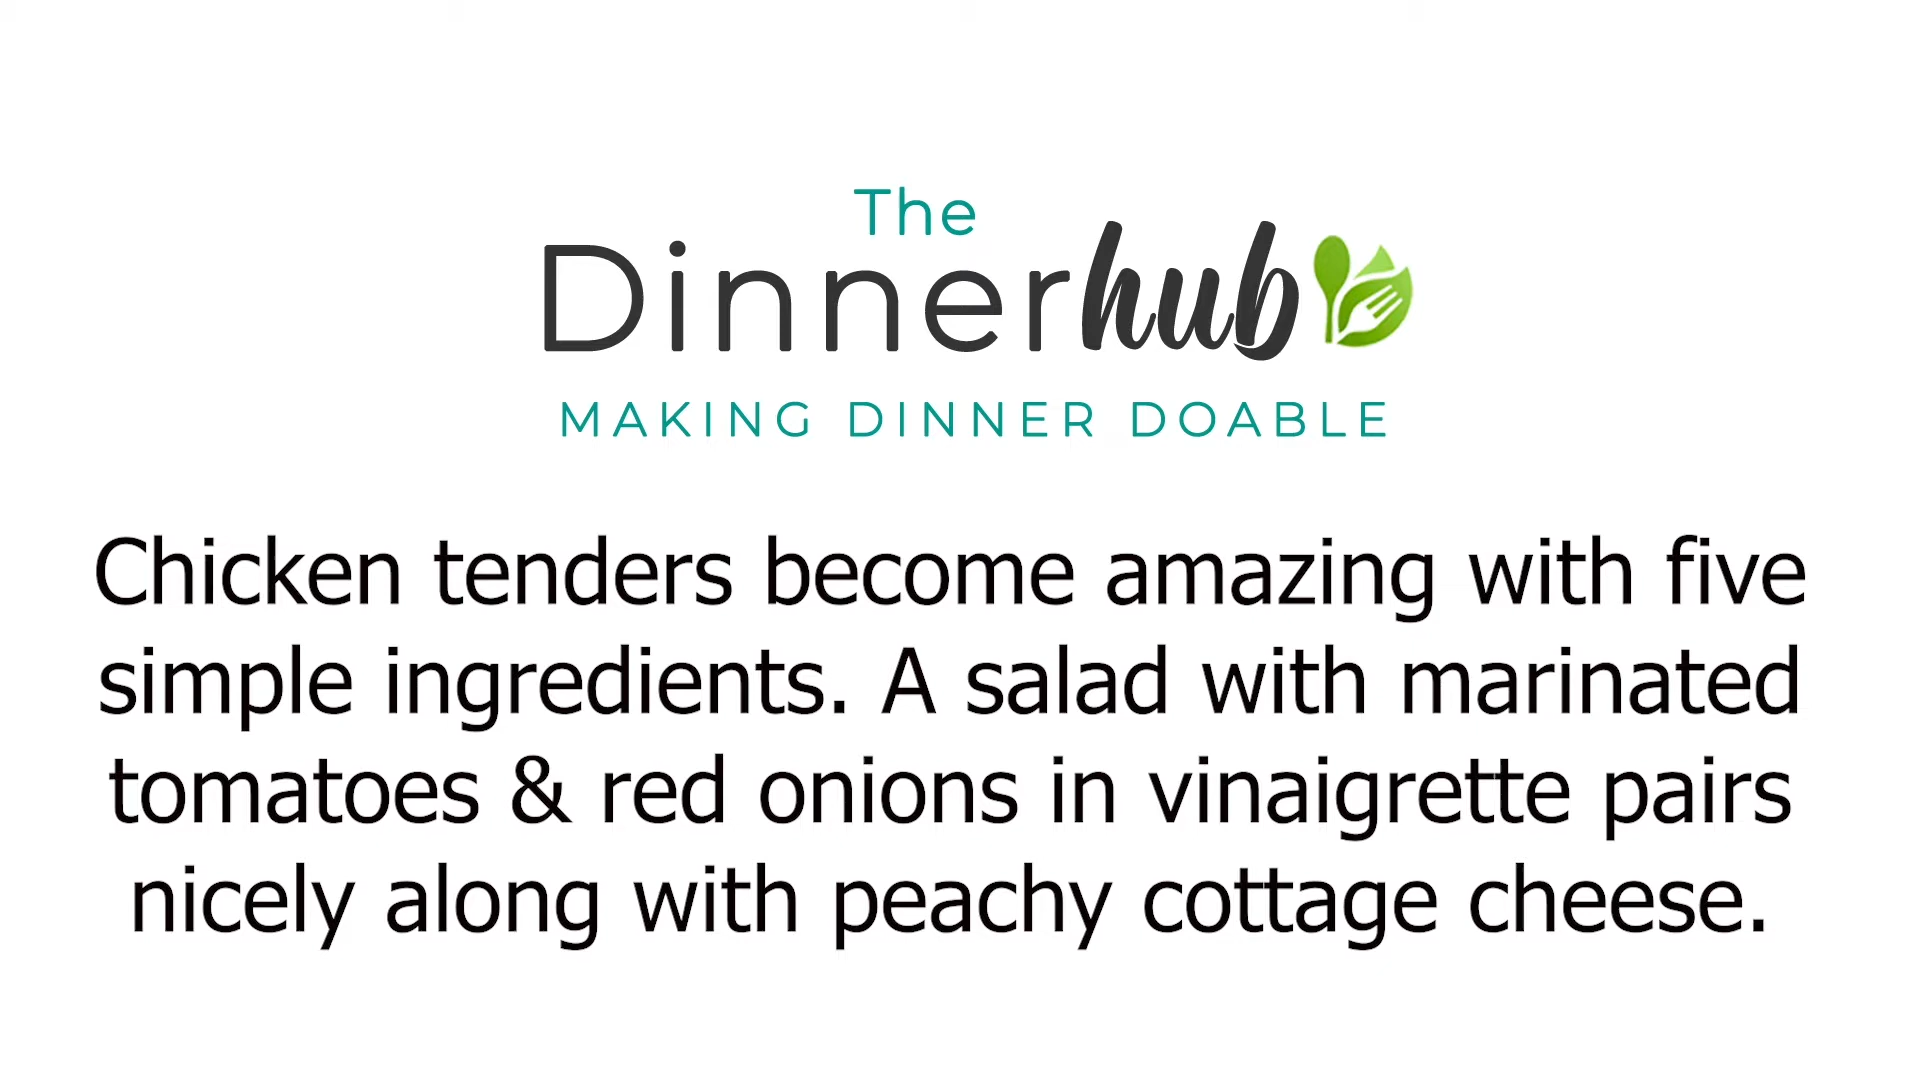 The
Dinnerhub
MAKING DINNER DOABLE
Chicken tenders become amazing with five
simple ingredients. A salad with marinated
tomatoes & red onions in vinaigrette pairs
nicely along with peachy cottage cheese.